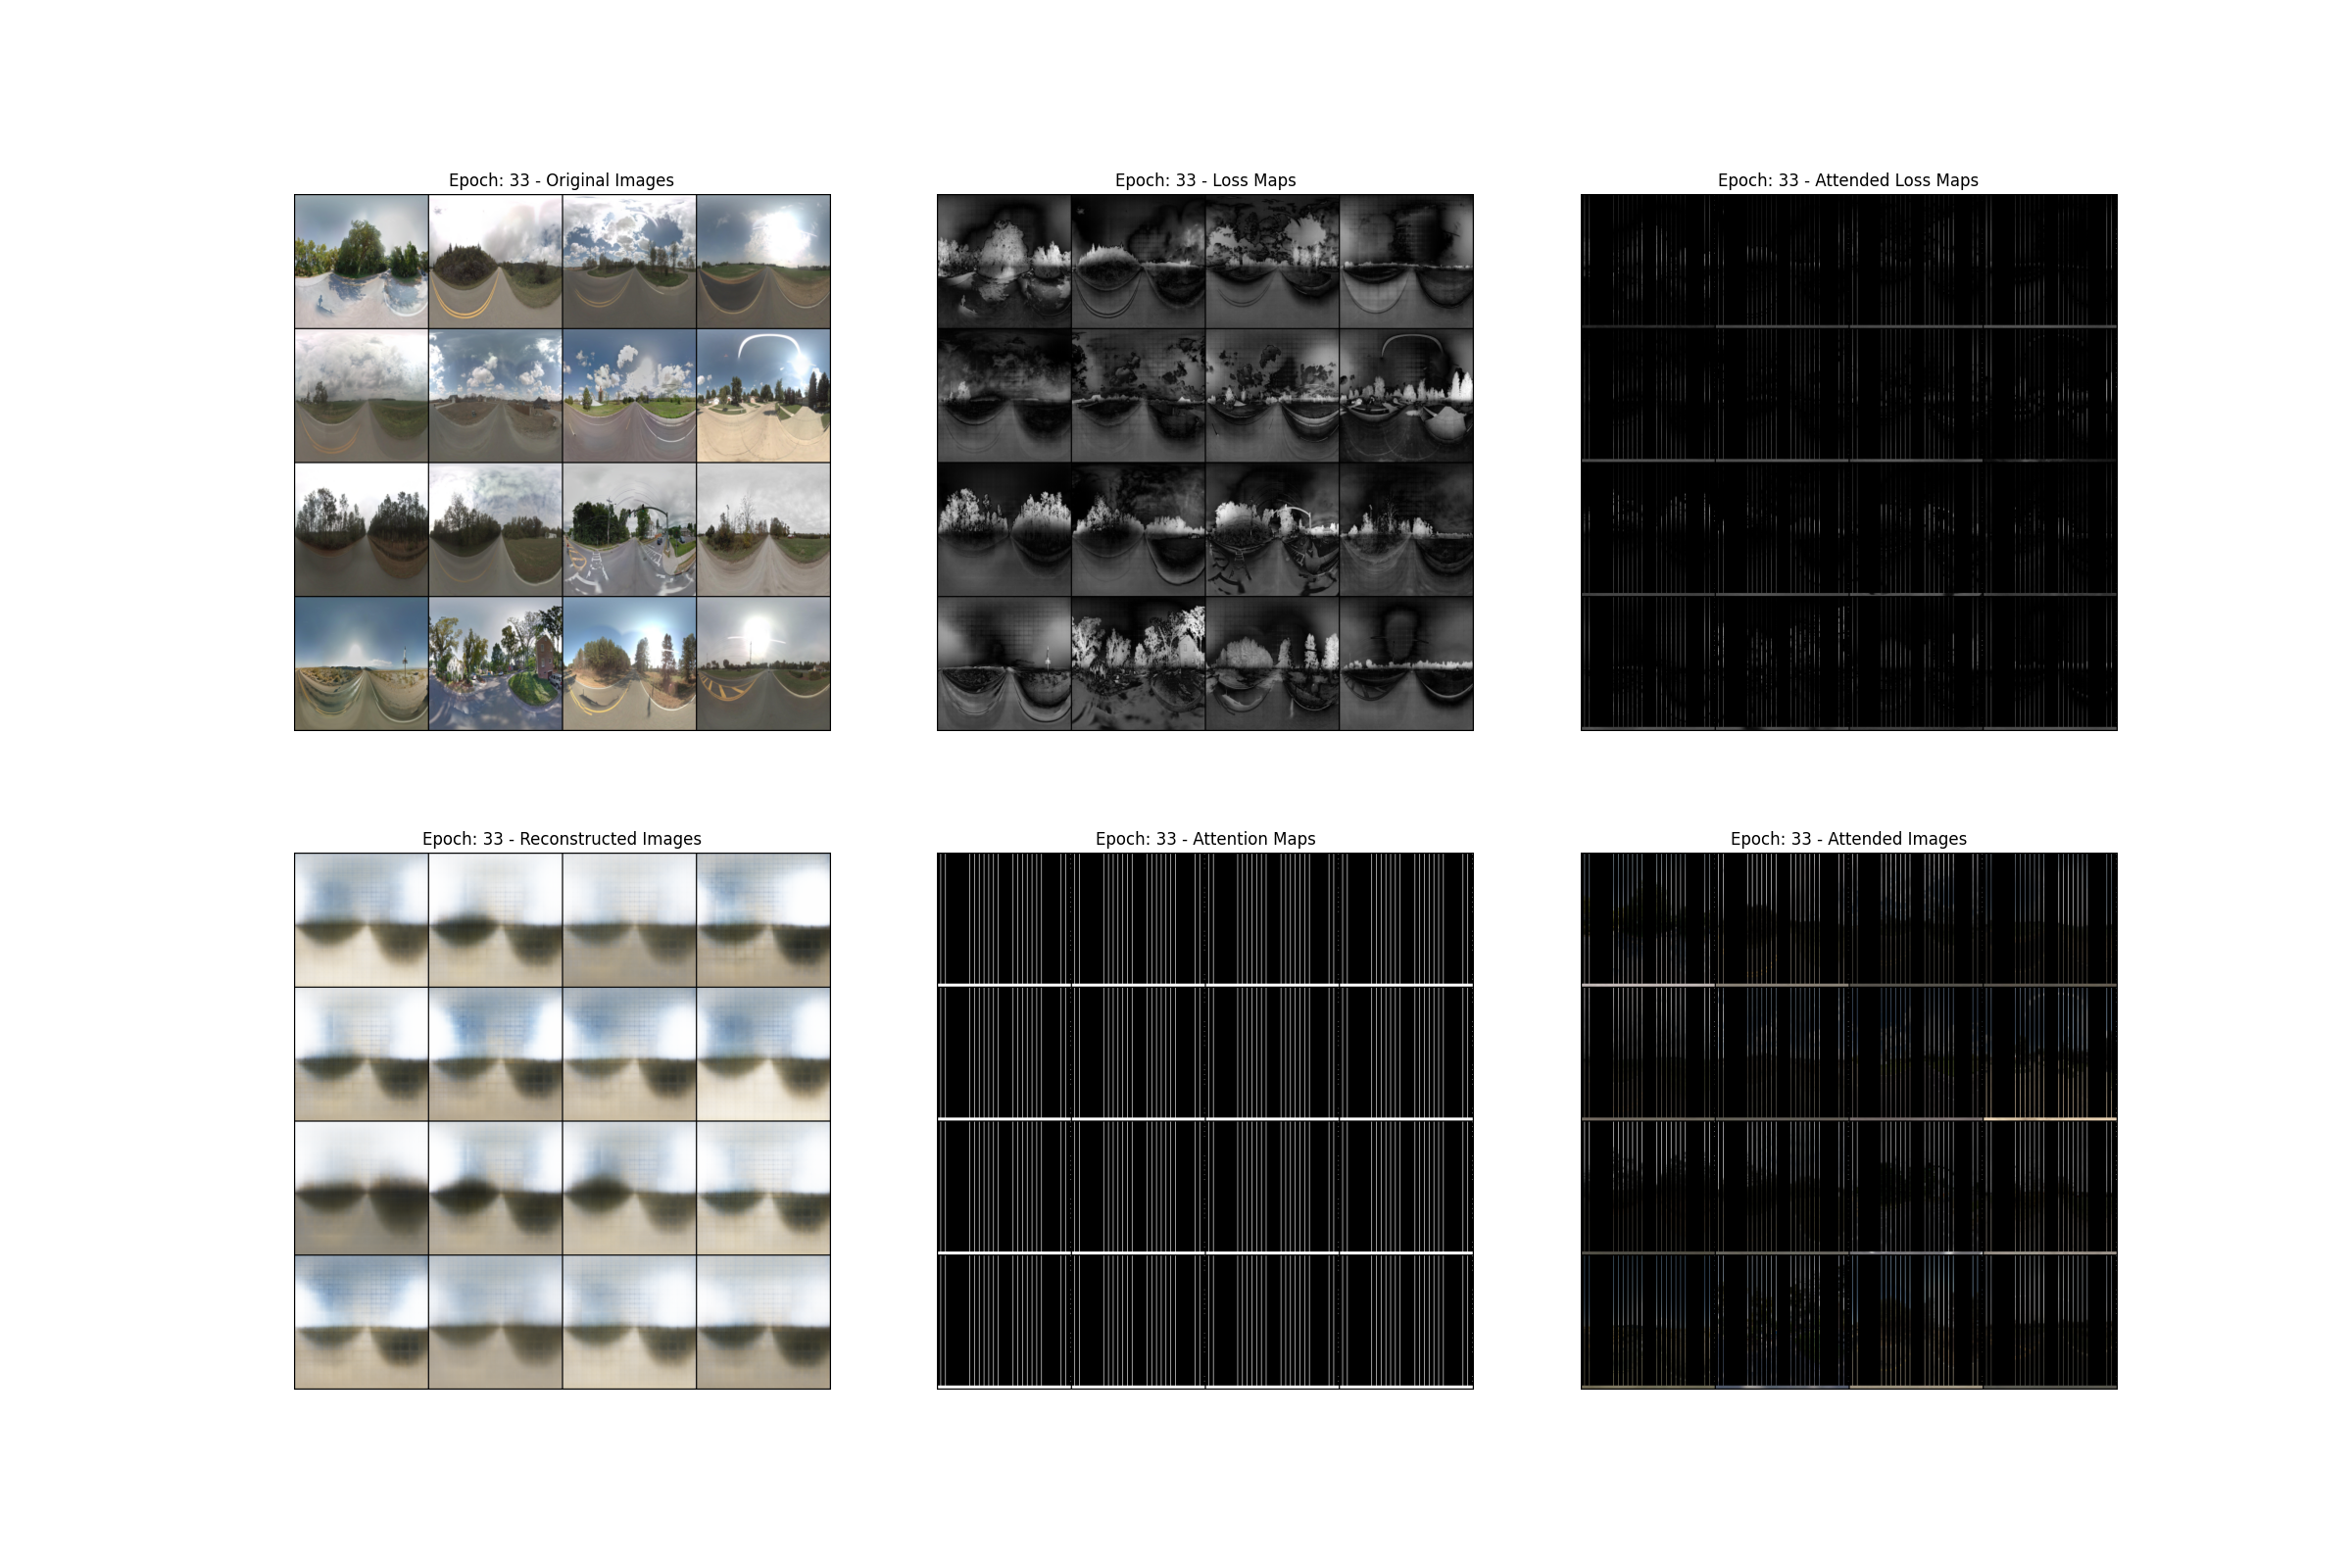 Epoch: 33 - Original Images
Epoch: 33 - Loss Maps
Epoch: 33 - Attended Loss Maps
Epoch: 33 - Reconstructed Images
Epoch: 33 - Attention Maps
Epoch: 33 - Attended Images